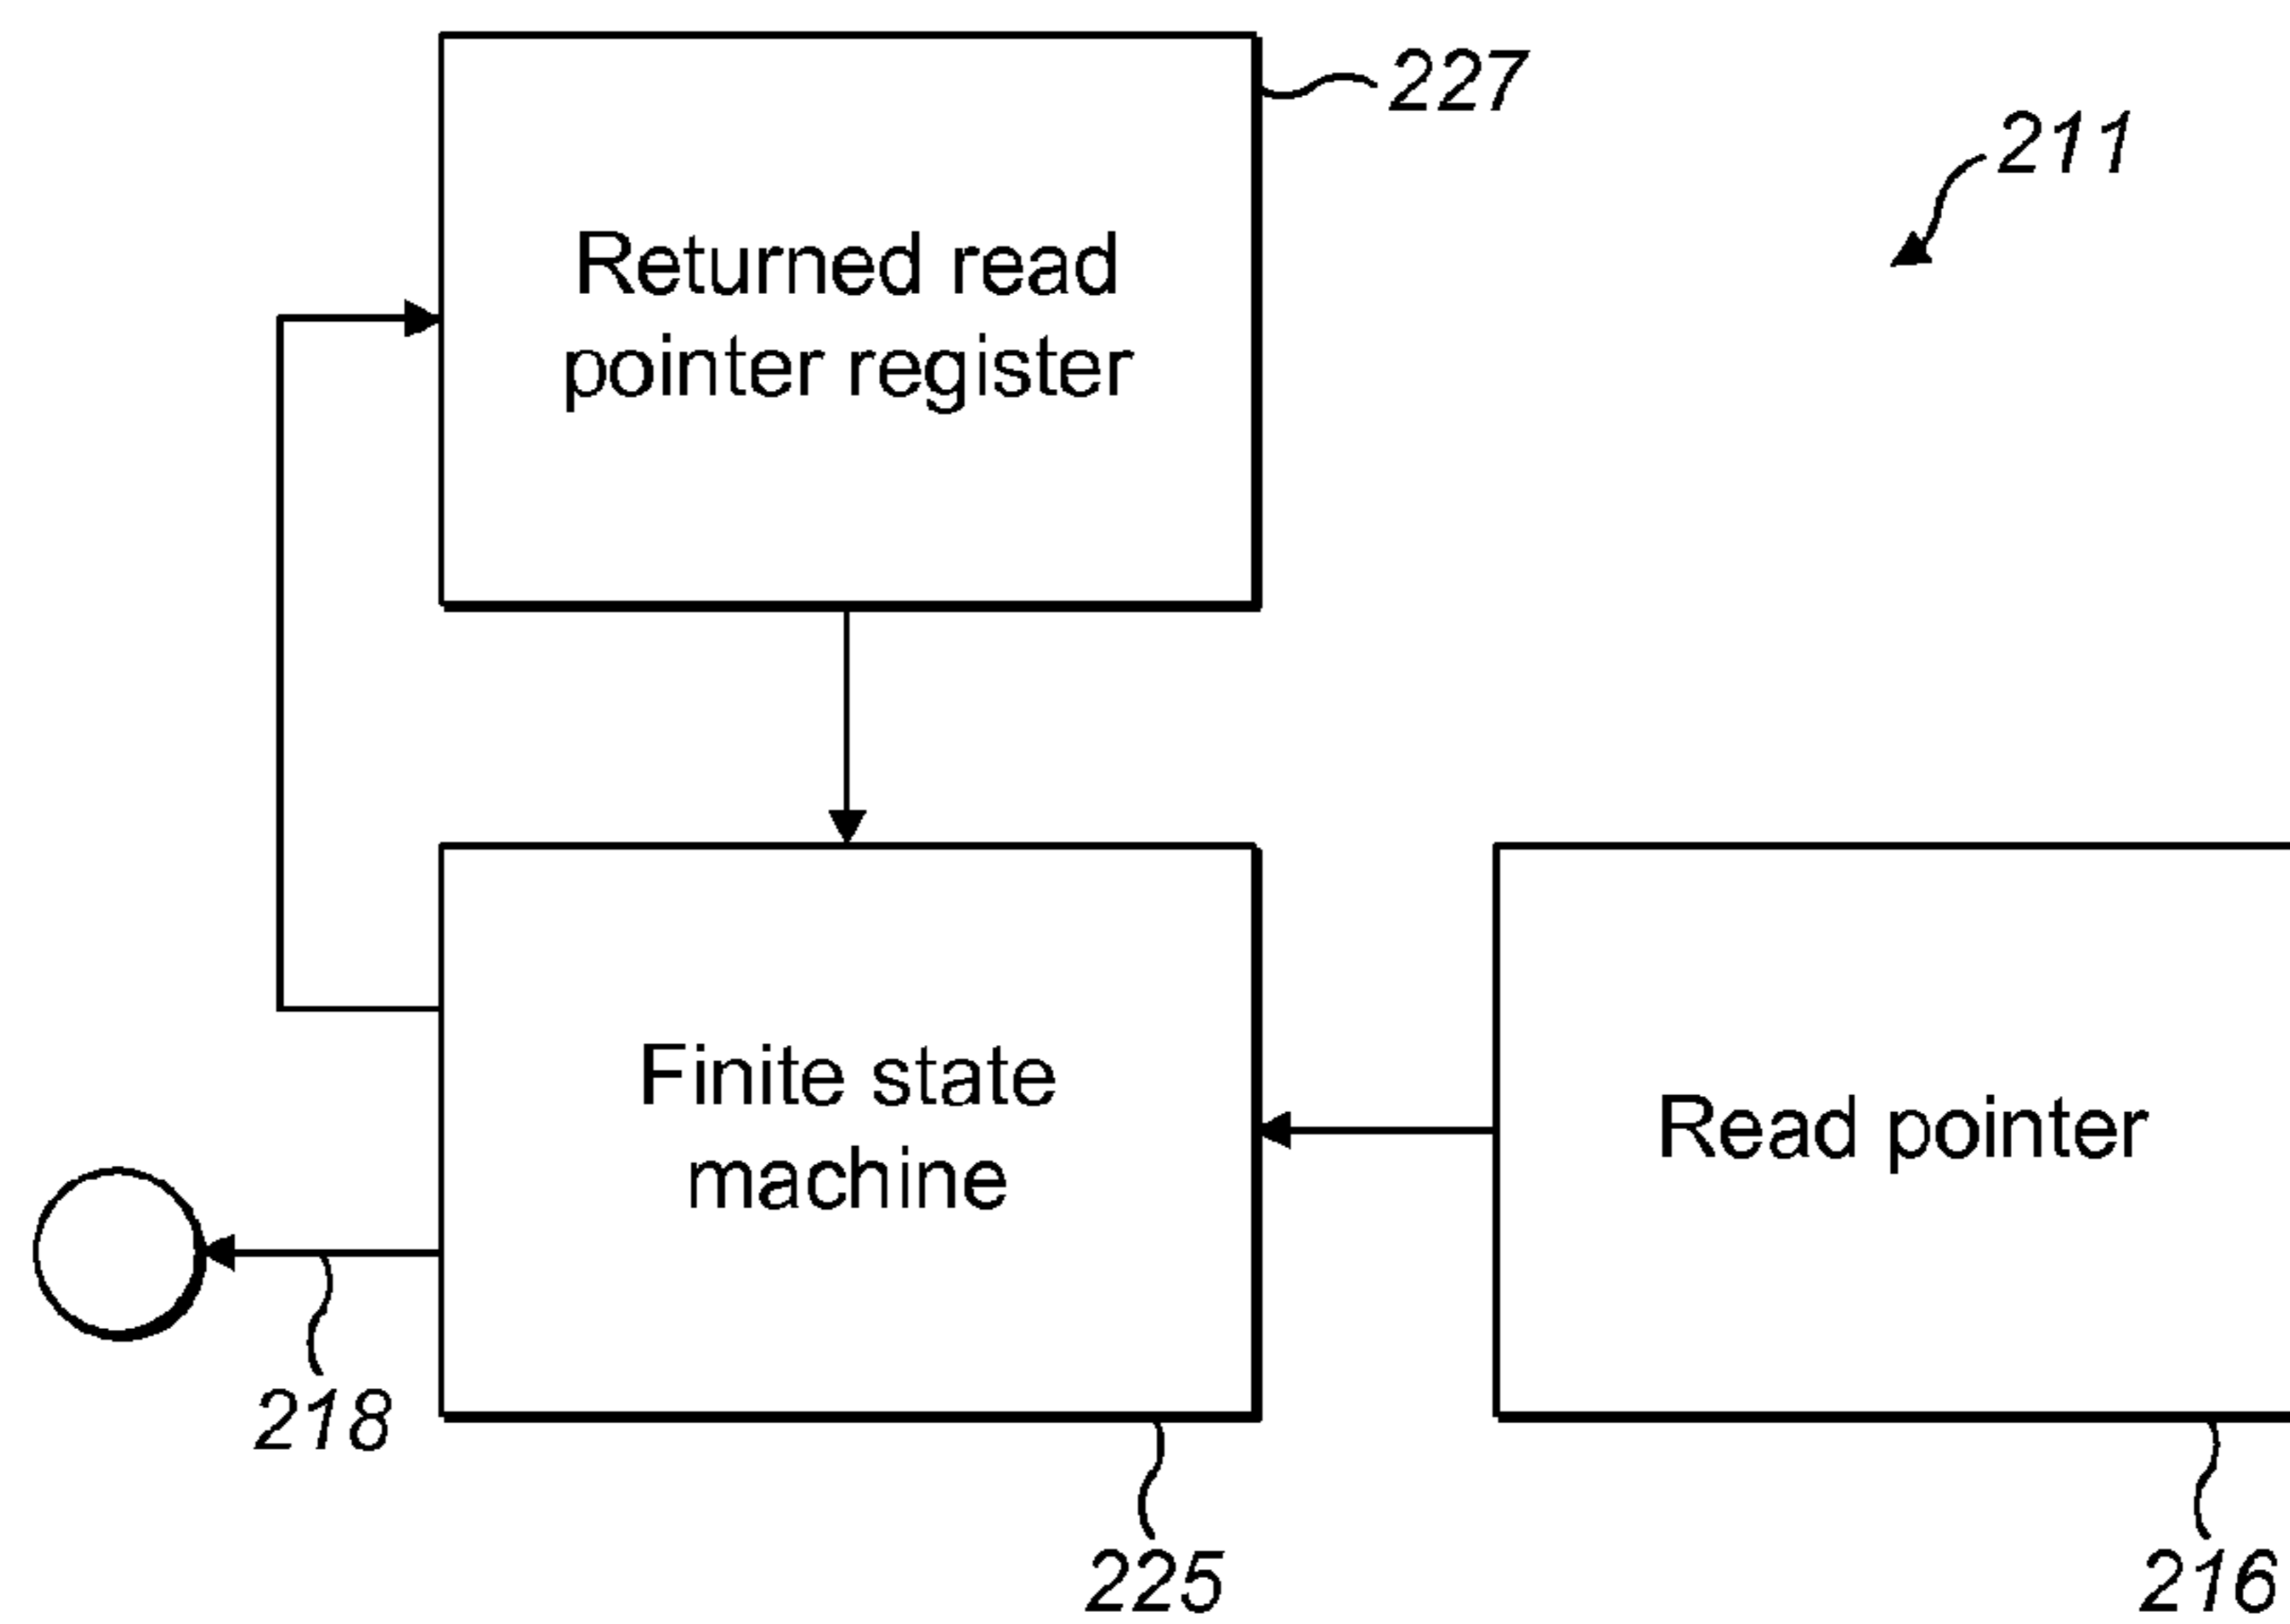 227
211
Returned read
pointer register
Finite state
machine
Read pointer
218
225
216